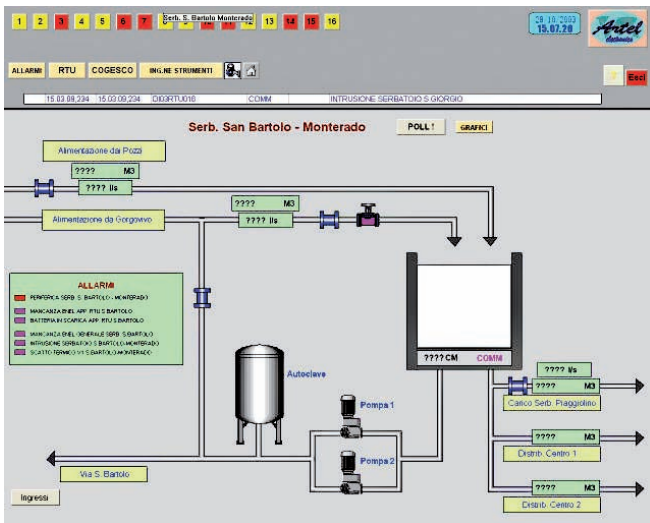 1 2 3 4 5 6 7 Serb. S. Bartolo Monterado 13 14 15 16
15.07.20
Artel
ALLARMI RTU COGESCO ING.NE STRUMENTI
Esci
15.03.09,234 15.03.09,234 DI03RTU016 COMM INTRUSIONE SERBATOIO S.GIORGIO
Serb. San Bartolo - Monterado POLL ! GRAFICI
Alimentazione dai Pozzi
???? M3
???? l/s
Alimentazione da Gorgovivo
???? M3
???? l/s
ALLARMI
PERIFERICA SERB. S. BARTOLO - MONTERADO
MANCANZA ENEL APP. RTU S.BARTOLO
BATTERIA IN SCARICA APP. RTU S.BARTOLO
MANCANZA ENEL GENERALE SERB. S.BARTOLO
INTRUSIONE SERBATOIO S.BARTOLO-MONTERADO
SCATTO TERMICO V1 S.BARTOLO-MONTERADO
???? CM COMM
Autoclave
Pompa 1
Pompa 2
???? l/s
???? M3
Carico Serb. Piaggiolino
???? M3
Distrib. Centro 1
???? M3
Distrib. Centro 2
Via S. Bartolo
Ingressi